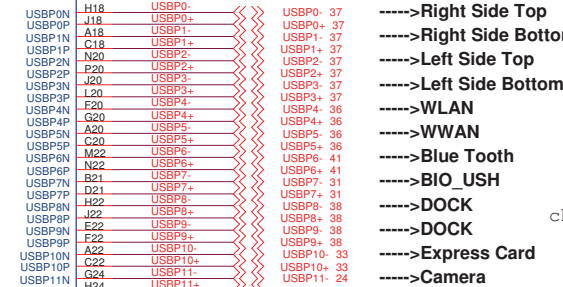 USBP0N H18 USBP0- USBP0- 37 ----->Right Side Top
USBP0P J18 USBP0+ USBP0+ 37
USBP1N A18 USBP1- USBP1- 37 ----->Right Side
USBP1P C18 USBP1+ USBP1+ 37
USBP2N N20 USBP2- USBP2- 37 ----->Left Side Top
USBP2P P20 USBP2+ USBP2+ 37
USBP3N J20 USBP3- USBP3- 37 ----->Left Side Bottom
USBP3P L20 USBP3+ USBP3+ 37
USBP4N F20 USBP4- USBP4- 36 ----->WLAN
USBP4P G20 USBP4+ USBP4+ 36
USBP5N A20 USBP5- USBP5- 36 ----->WWAN
USBP5P C20 USBP5+ USBP5+ 36
USBP6N M22 USBP6- USBP6- 41 ----->Blue Tooth
USBP6P N22 USBP6+ USBP6+ 41
USBP7N B21 USBP7- USBP7- 31 ----->BIO_USH
USBP7P D21 USBP7+ USBP7+ 31
USBP8N H22 USBP8- USBP8- 38 ----->DOCK
USBP8P J22 USBP8+ USBP8+ 38
USBP9N E22 USBP9- USBP9- 38 ----->DOCK
USBP9P F22 USBP9+ USBP9+ 38
USBP10N A22 USBP10- USBP10- 33 ----->Express Card
USBP10P C22 USBP10+ USBP10+ 33
USBP11N G24 USBP11- USBP11- 24 ----->Camera
H24 USBP11+